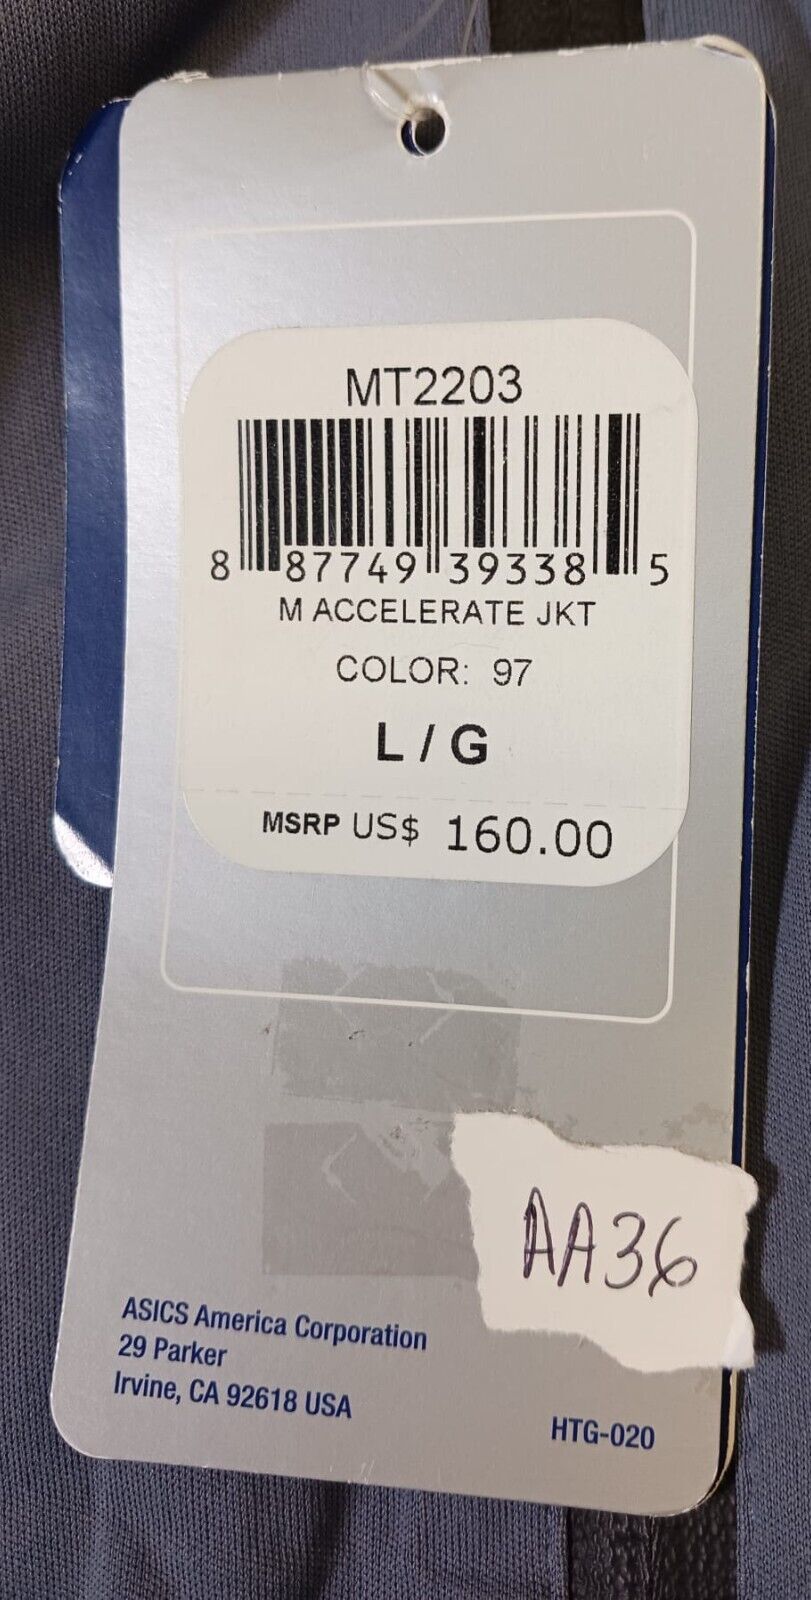 MT2203
8 87749 39338 5
M ACCELERATE JKT
COLOR: 97
L / G
MSRP US$ 160.00
AA36
ASICS America Corporation
29 Parker
Irvine, CA 92618 USA
HTG-020